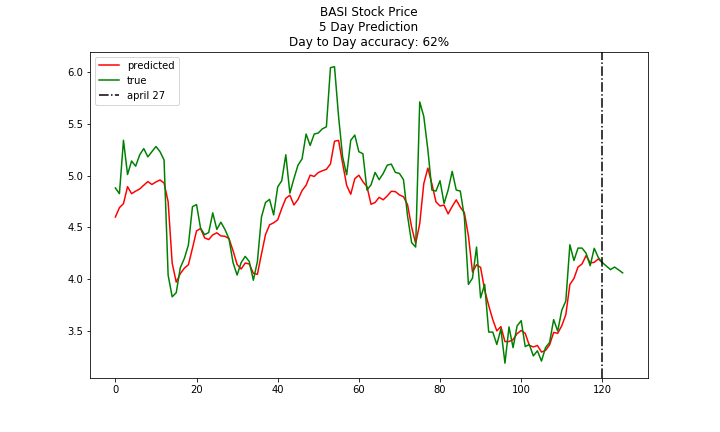 BASI Stock Price
5 Day Prediction
Day to Day accuracy: 62%
predicted
true
april 27
6.0
5.5
5.0
4.5
4.0
3.5
0 20 40 60 80 100 120